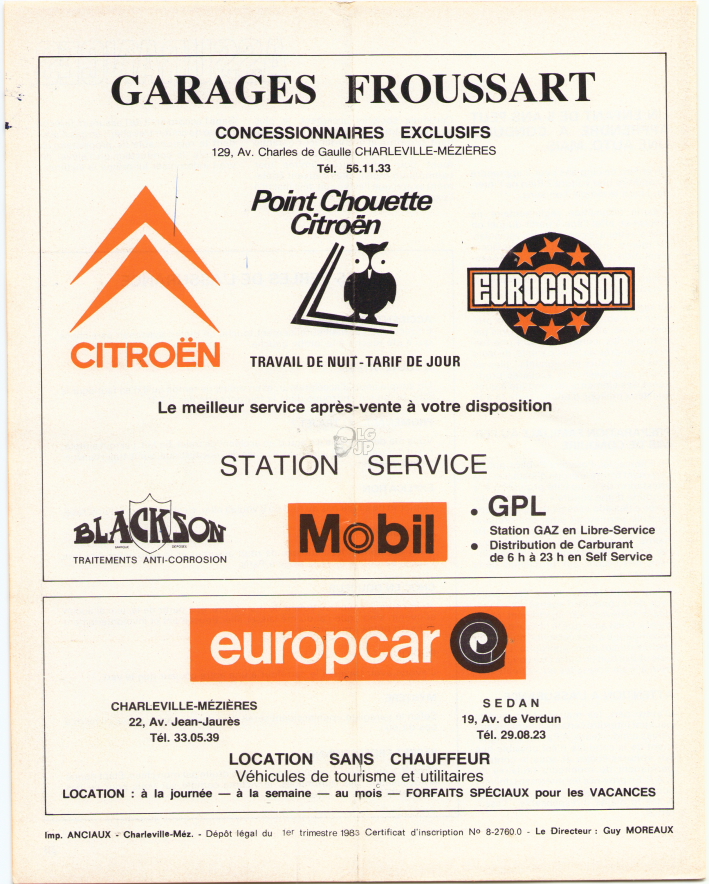 GARAGES FROUSSART
CONCESSIONNAIRES EXCLUSIFS
129, Av. Charles de Gaulle CHARLEVILLE-MÉZIÈRES
Tél. 56.11.33
Point Chouette
Citroën
CITROËN
EUROCASION
TRAVAIL DE NUIT - TARIF DE JOUR
Le meilleur service après-vente à votre disposition
LG
JP
STATION SERVICE
BLACKSON
TRAITEMENTS ANTI-CORROSION
Mobil
• GPL
Station GAZ en Libre-Service
• Distribution de Carburant
de 6 h à 23 h en Self Service
europcar
CHARLEVILLE-MÉZIÈRES
22, Av. Jean-Jaurès
Tél. 33.05.39
SEDAN
19, Av. de Verdun
Tél. 29.08.23
LOCATION SANS CHAUFFEUR
Véhicules de tourisme et utilitaires
LOCATION : à la journée — à la semaine — au mois — FORFAITS SPÉCIAUX pour les VACANCES
Imp. ANCIAUX - Charleville-Méz. - Dépôt légal du 1er trimestre 1983 Certificat d'inscription Nº 8-2760.0 - Le Directeur : Guy MOREAUX